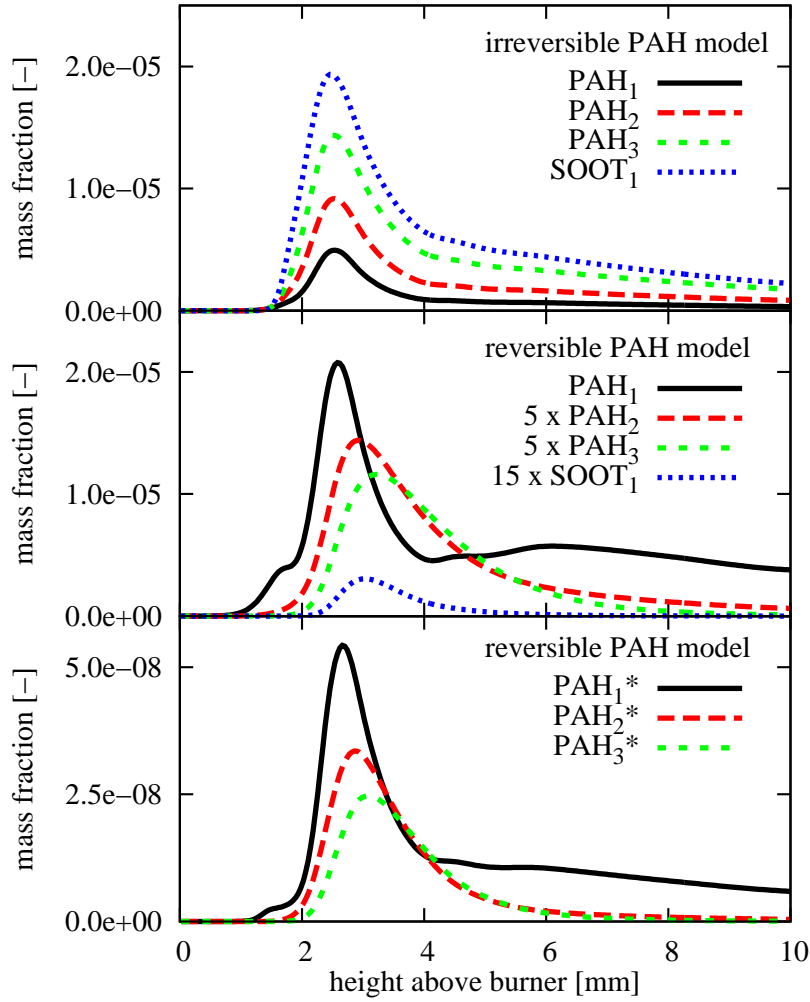 irreversible PAH model
PAH₁
PAH₂
PAH₃
SOOT₁
mass fraction [−]
2.0e−05
1.0e−05
0.0e+00
reversible PAH model
PAH₁
5 x PAH₂
5 x PAH₃
15 x SOOT₁
mass fraction [−]
2.0e−05
1.0e−05
0.0e+00
reversible PAH model
PAH₁*
PAH₂*
PAH₃*
mass fraction [−]
5.0e−08
2.5e−08
0.0e+00
0 2 4 6 8 10
height above burner [mm]